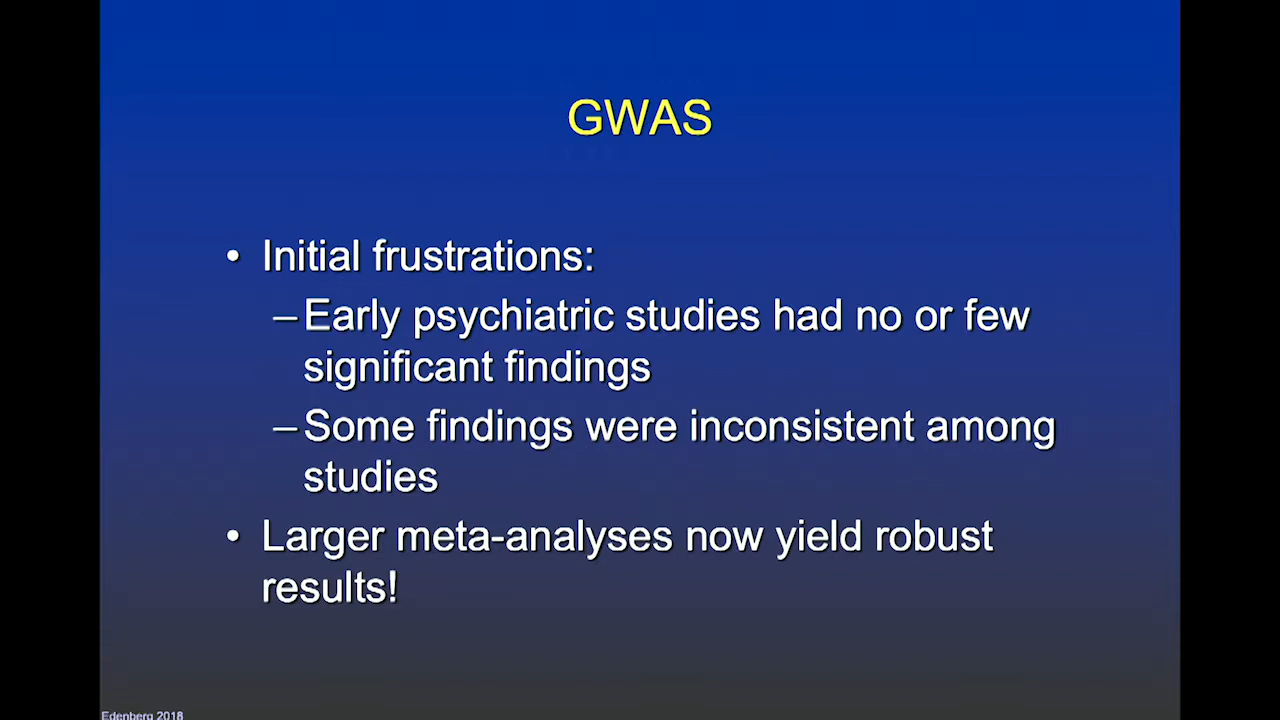 GWAS
• Initial frustrations:
–Early psychiatric studies had no or few
significant findings
–Some findings were inconsistent among
studies
• Larger meta-analyses now yield robust
results!
Edenberg 2018